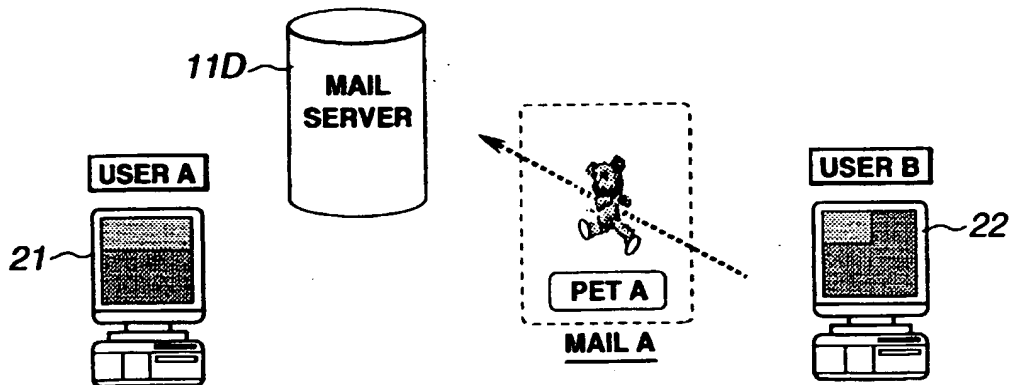 11D
MAIL
SERVER
USER A
USER B
21
22
PET A
MAIL A